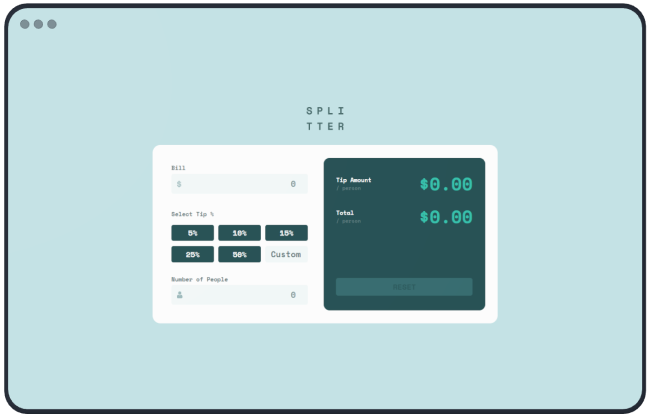 SPLI
TTER
Bill
$ 0
Select Tip %
5% 10% 15%
25% 50% Custom
Number of People
0
Tip Amount
/ person
$0.00
Total
/ person
$0.00
RESET